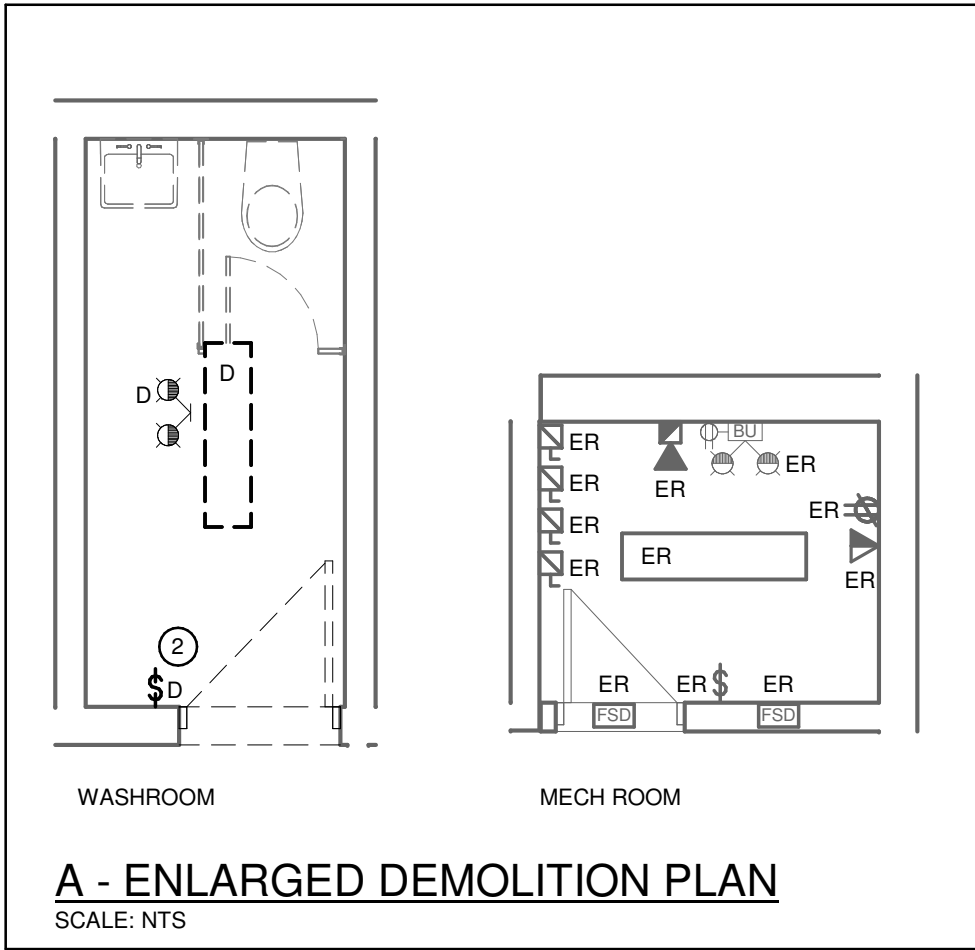 D
D
2
$ D
WASHROOM
BU
ER
ER
ER
ER
ER
ER
ER
ER
ER
ER
ER
ER $
ER
FSD
FSD
MECH ROOM
A - ENLARGED DEMOLITION PLAN
SCALE: NTS